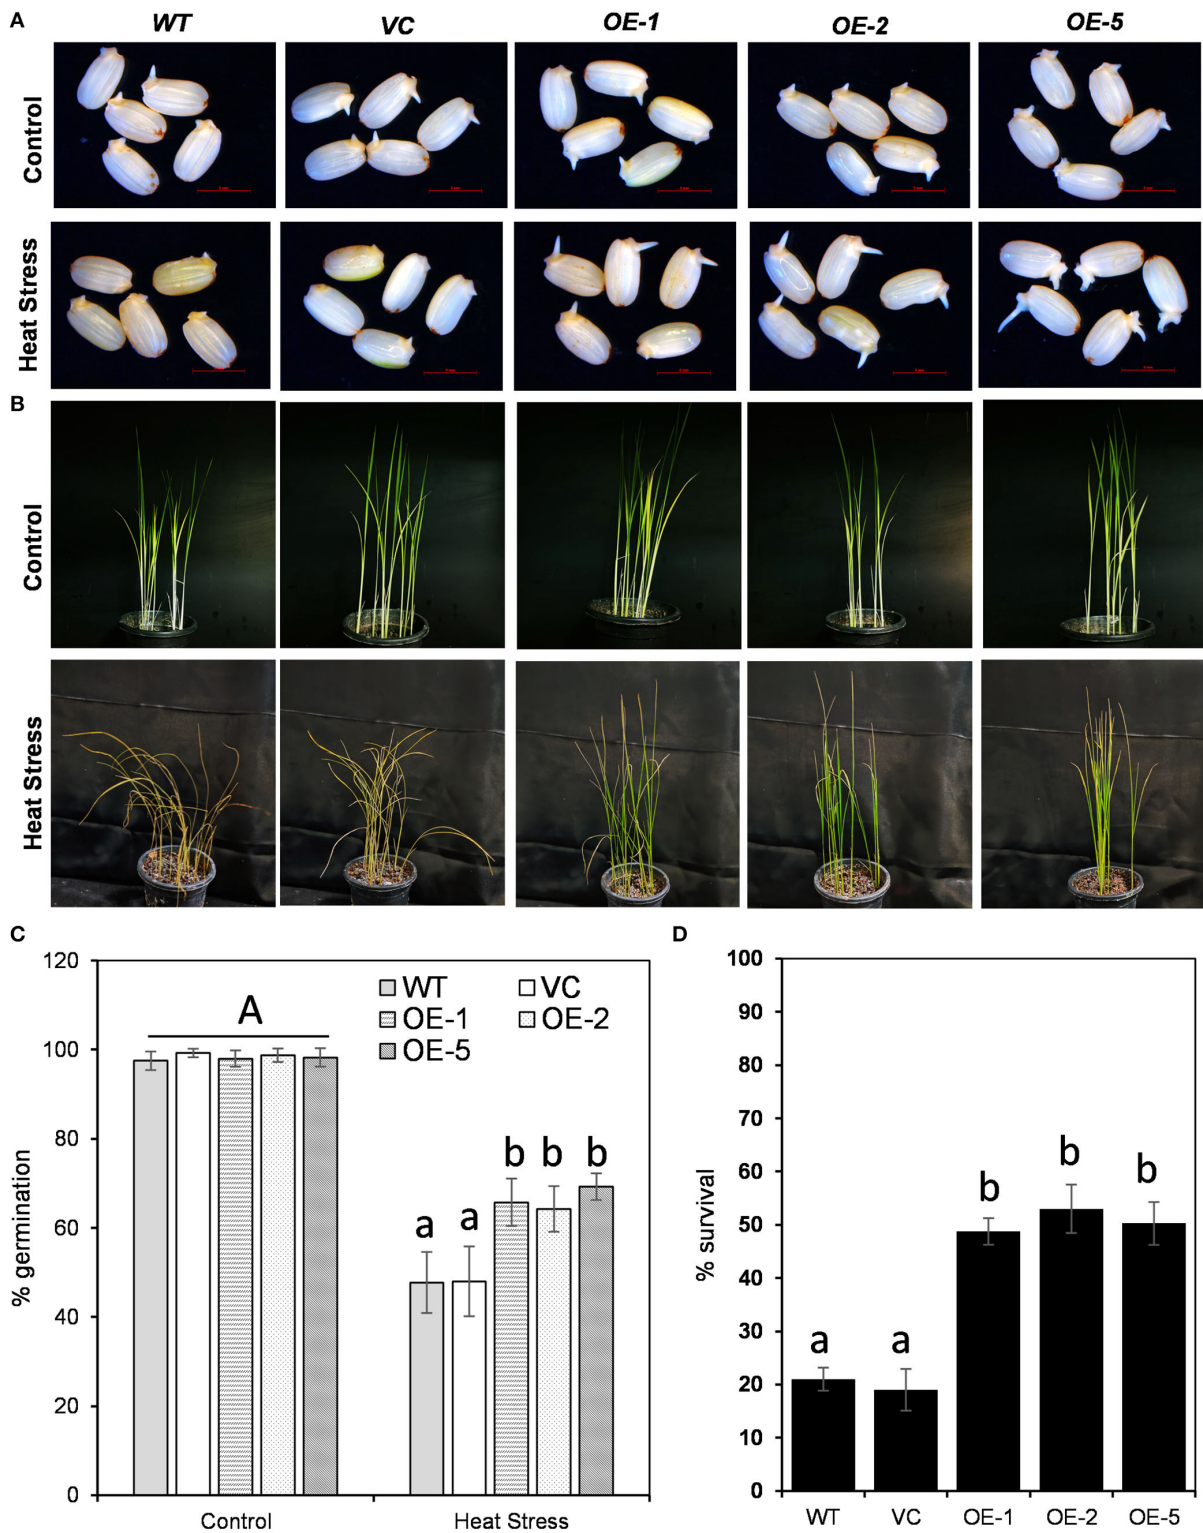 A
WT VC OE-1 OE-2 OE-5
Control
Heat Stress
B
Control
Heat Stress
C
120
100
80
60
40
20
0
% germination
WT VC
OE-1 OE-2
OE-5
A
a a b b b
Control Heat Stress
D
100
90
80
70
60
50
40
30
20
10
0
% survival
a a b b b
WT VC OE-1 OE-2 OE-5